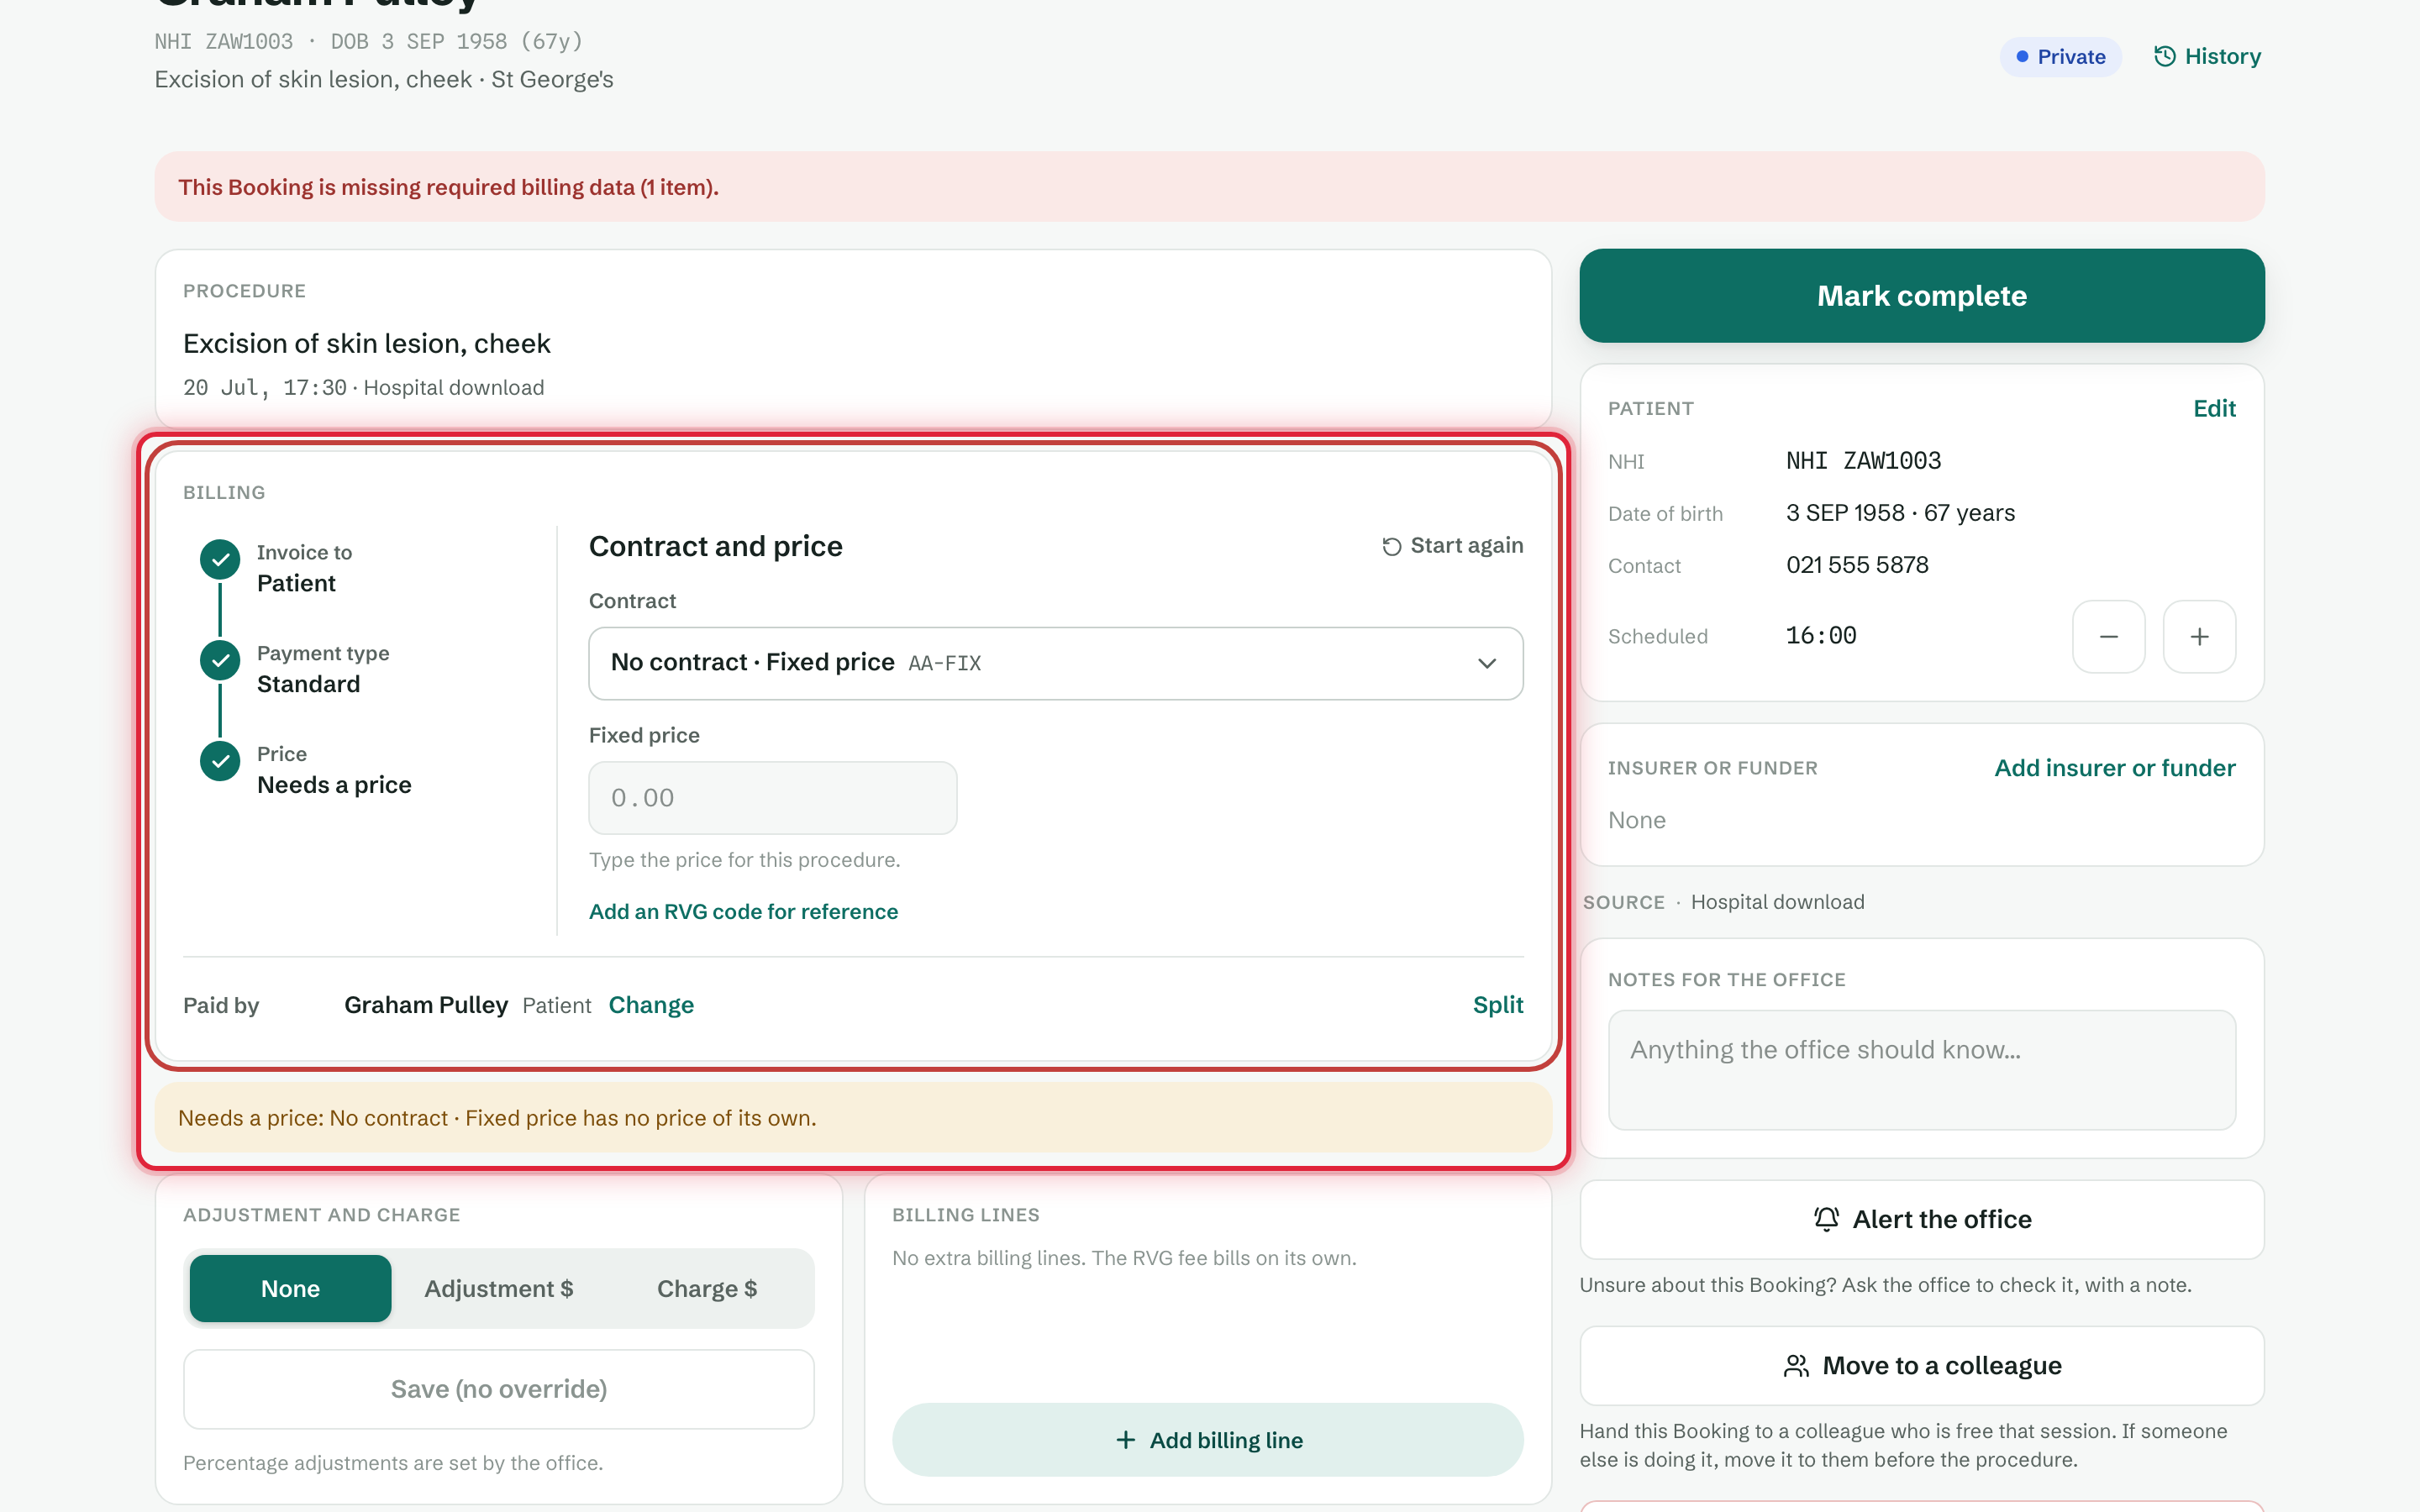 Graham Pulley
NHI ZAW1003 · DOB 3 SEP 1958 (67y)
Excision of skin lesion, cheek · St George's
Private
History
This Booking is missing required billing data (1 item).
PROCEDURE
Excision of skin lesion, cheek
20 Jul, 17:30 · Hospital download
BILLING
Invoice to
Patient
Payment type
Standard
Price
Needs a price
Contract and price
Start again
Contract
No contract · Fixed price AA-FIX
Fixed price
0.00
Type the price for this procedure.
Add an RVG code for reference
Paid by Graham Pulley Patient Change Split
Needs a price: No contract · Fixed price has no price of its own.
ADJUSTMENT AND CHARGE
None Adjustment $ Charge $
Save (no override)
Percentage adjustments are set by the office.
BILLING LINES
No extra billing lines. The RVG fee bills on its own.
Add billing line
Mark complete
PATIENT Edit
NHI NHI ZAW1003
Date of birth 3 SEP 1958 · 67 years
Contact 021 555 5878
Scheduled 16:00
INSURER OR FUNDER Add insurer or funder
None
SOURCE · Hospital download
NOTES FOR THE OFFICE
Anything the office should know...
Alert the office
Unsure about this Booking? Ask the office to check it, with a note.
Move to a colleague
Hand this Booking to a colleague who is free that session. If someone
else is doing it, move it to them before the procedure.